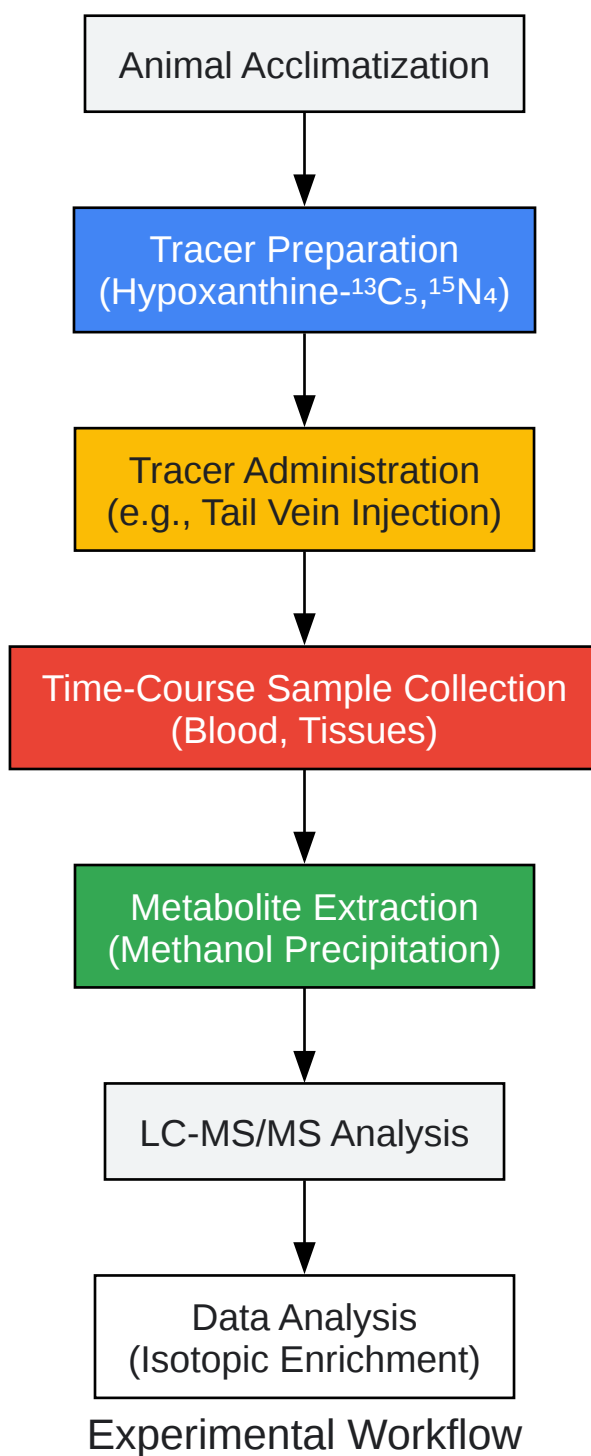 Animal Acclimatization
Tracer Preparation
(Hypoxanthine-¹³C₅,¹⁵N₄)
Tracer Administration
(e.g., Tail Vein Injection)
Time-Course Sample Collection
(Blood, Tissues)
Metabolite Extraction
(Methanol Precipitation)
LC-MS/MS Analysis
Data Analysis
(Isotopic Enrichment)
Experimental Workflow